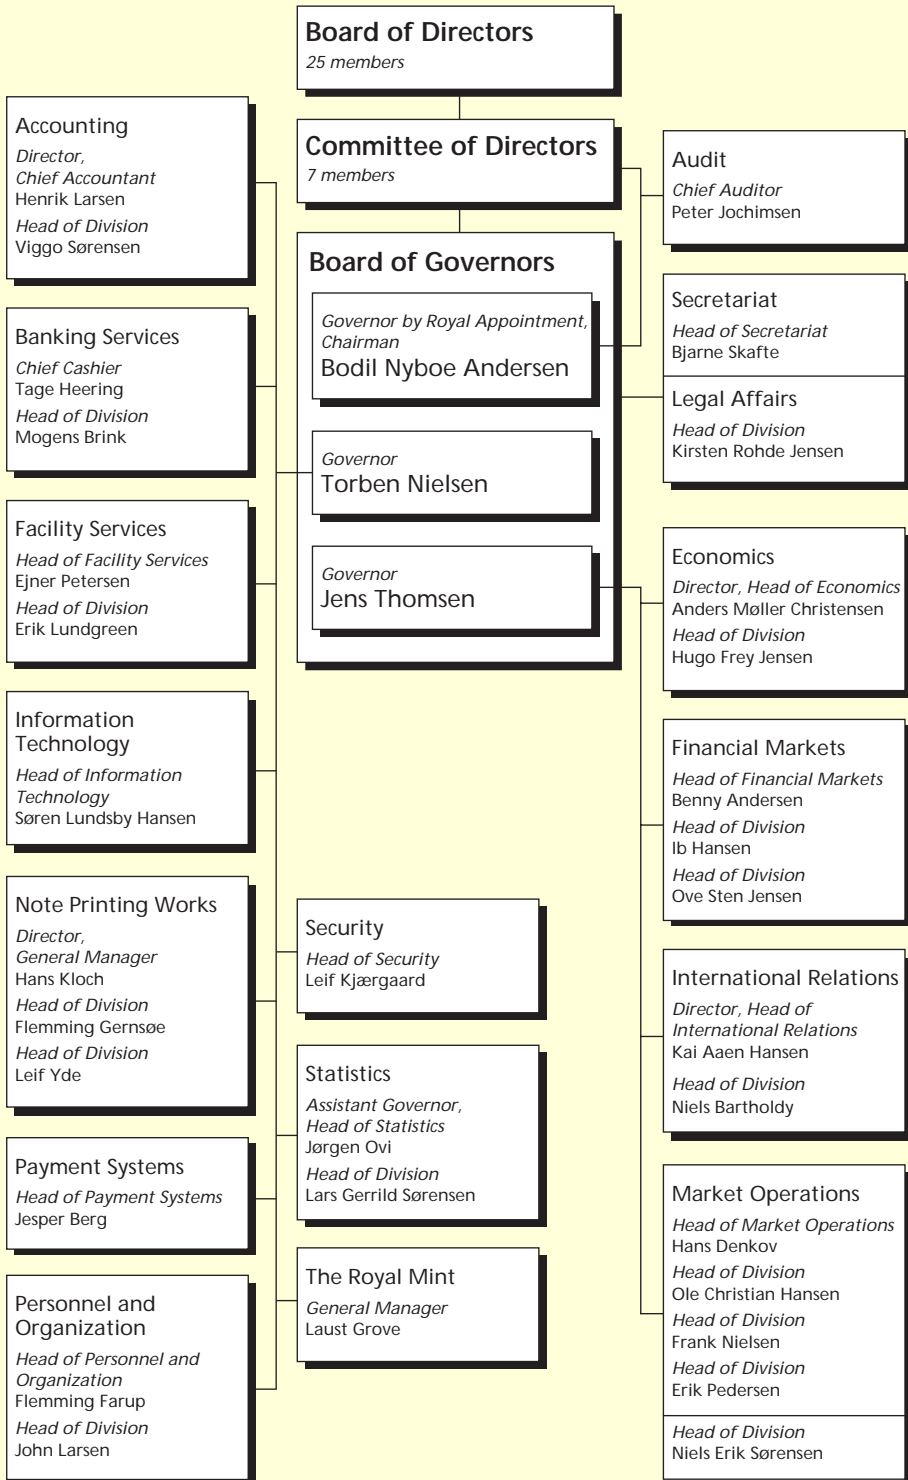 Board of Directors
25 members
Committee of Directors
7 members
Board of Governors
Governor by Royal Appointment,
Chairman
Bodil Nyboe Andersen
Governor
Torben Nielsen
Governor
Jens Thomsen
Accounting
Director,
Chief Accountant
Henrik Larsen
Head of Division
Viggo Sørensen
Banking Services
Chief Cashier
Tage Heering
Head of Division
Mogens Brink
Facility Services
Head of Facility Services
Ejner Petersen
Head of Division
Erik Lundgreen
Information
Technology
Head of Information
Technology
Søren Lundsby Hansen
Note Printing Works
Director,
General Manager
Hans Kloch
Head of Division
Flemming Gernsøe
Head of Division
Leif Yde
Payment Systems
Head of Payment Systems
Jesper Berg
Personnel and
Organization
Head of Personnel and
Organization
Flemming Farup
Head of Division
John Larsen
Security
Head of Security
Leif Kjærgaard
Statistics
Assistant Governor,
Head of Statistics
Jørgen Ovi
Head of Division
Lars Gerrild Sørensen
The Royal Mint
General Manager
Laust Grove
Audit
Chief Auditor
Peter Jochimsen
Secretariat
Head of Secretariat
Bjarne Skafte
Legal Affairs
Head of Division
Kirsten Rohde Jensen
Economics
Director, Head of Economics
Anders Møller Christensen
Head of Division
Hugo Frey Jensen
Financial Markets
Head of Financial Markets
Benny Andersen
Head of Division
Ib Hansen
Head of Division
Ove Sten Jensen
International Relations
Director, Head of
International Relations
Kai Aaen Hansen
Head of Division
Niels Bartholdy
Market Operations
Head of Market Operations
Hans Denkov
Head of Division
Ole Christian Hansen
Head of Division
Frank Nielsen
Head of Division
Erik Pedersen
Head of Division
Niels Erik Sørensen